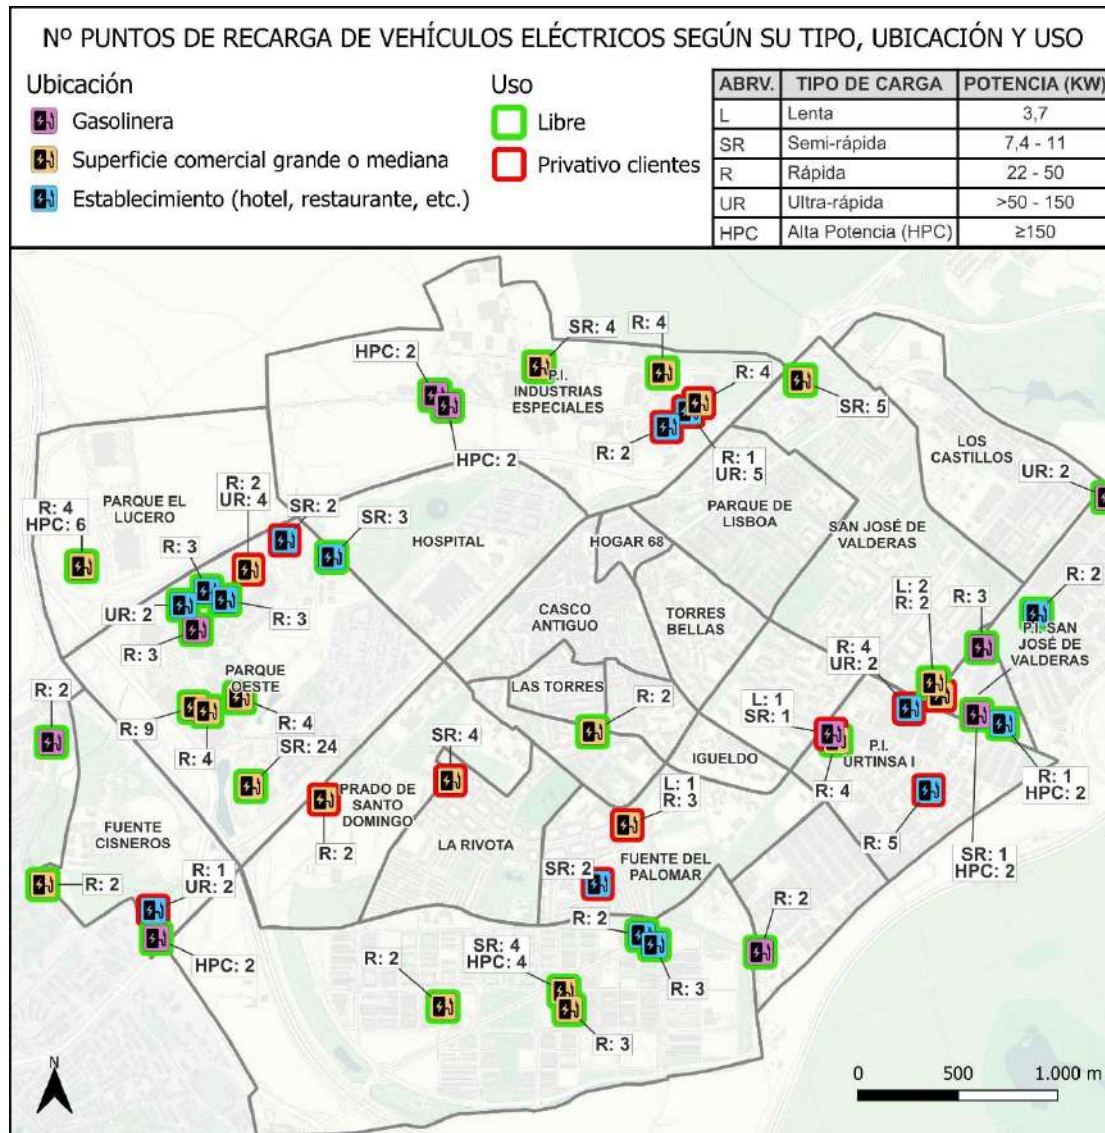 Nº PUNTOS DE RECARGA DE VEHÍCULOS ELÉCTRICOS SEGÚN SU TIPO, UBICACIÓN Y USO
Ubicación
Gasolinera
Superficie comercial grande o mediana
Establecimiento (hotel, restaurante, etc.)
Uso
Libre
Privativo clientes
ABRV. TIPO DE CARGA POTENCIA (KW)
L Lenta 3,7
SR Semi-rápida 7,4 - 11
R Rápida 22 - 50
UR Ultra-rápida >50 - 150
HPC Alta Potencia (HPC) ≥150
SR: 4
R: 4
HPC: 2
P.I.
INDUSTRIAS
ESPECIALES
R: 4
SR: 5
R: 2
HPC: 2
R: 1
UR: 5
LOS
CASTILLOS
UR: 2
PARQUE EL
LUCERO
R: 2
UR: 4
SR: 2
SR: 3
R: 4
HPC: 6
HOSPITAL
HOGAR 68
PARQUE DE
LISBOA
SAN JOSÉ DE
VALDERAS
R: 3
UR: 2
R: 3
R: 3
CASCO
ANTIGUO
TORRES
BELLAS
L: 2
R: 2
R: 3
R: 2
P.I. SAN
JOSÉ DE
VALDERAS
R: 4
UR: 2
PARQUE
OESTE
LAS TORRES
R: 2
R: 2
R: 9
R: 4
R: 4
SR: 24
SR: 4
L: 1
SR: 1
IGUELDO
P.I.
URTINSA I
R: 4
R: 1
HPC: 2
PRADO DE
SANTO
DOMINGO
R: 2
L: 1
R: 3
FUENTE
CISNEROS
LA RIVOTA
FUENTE DEL
PALOMAR
R: 5
SR: 1
HPC: 2
R: 2
R: 1
UR: 2
SR: 2
HPC: 2
R: 2
R: 3
R: 2
R: 2
SR: 4
HPC: 4
R: 3
N
0 500 1.000 m